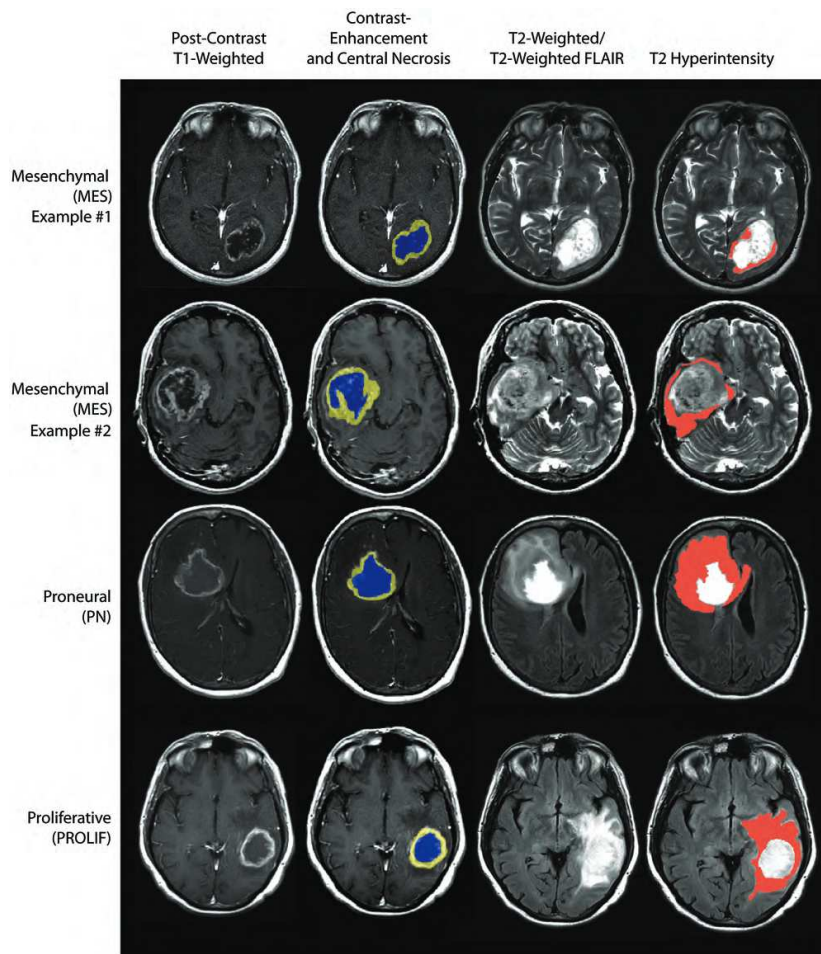 Post-Contrast
T1-Weighted
Contrast-
Enhancement
and Central Necrosis
T2-Weighted/
T2-Weighted FLAIR
T2 Hyperintensity
Mesenchymal
(MES)
Example #1
Mesenchymal
(MES)
Example #2
Proneural
(PN)
Proliferative
(PROLIF)